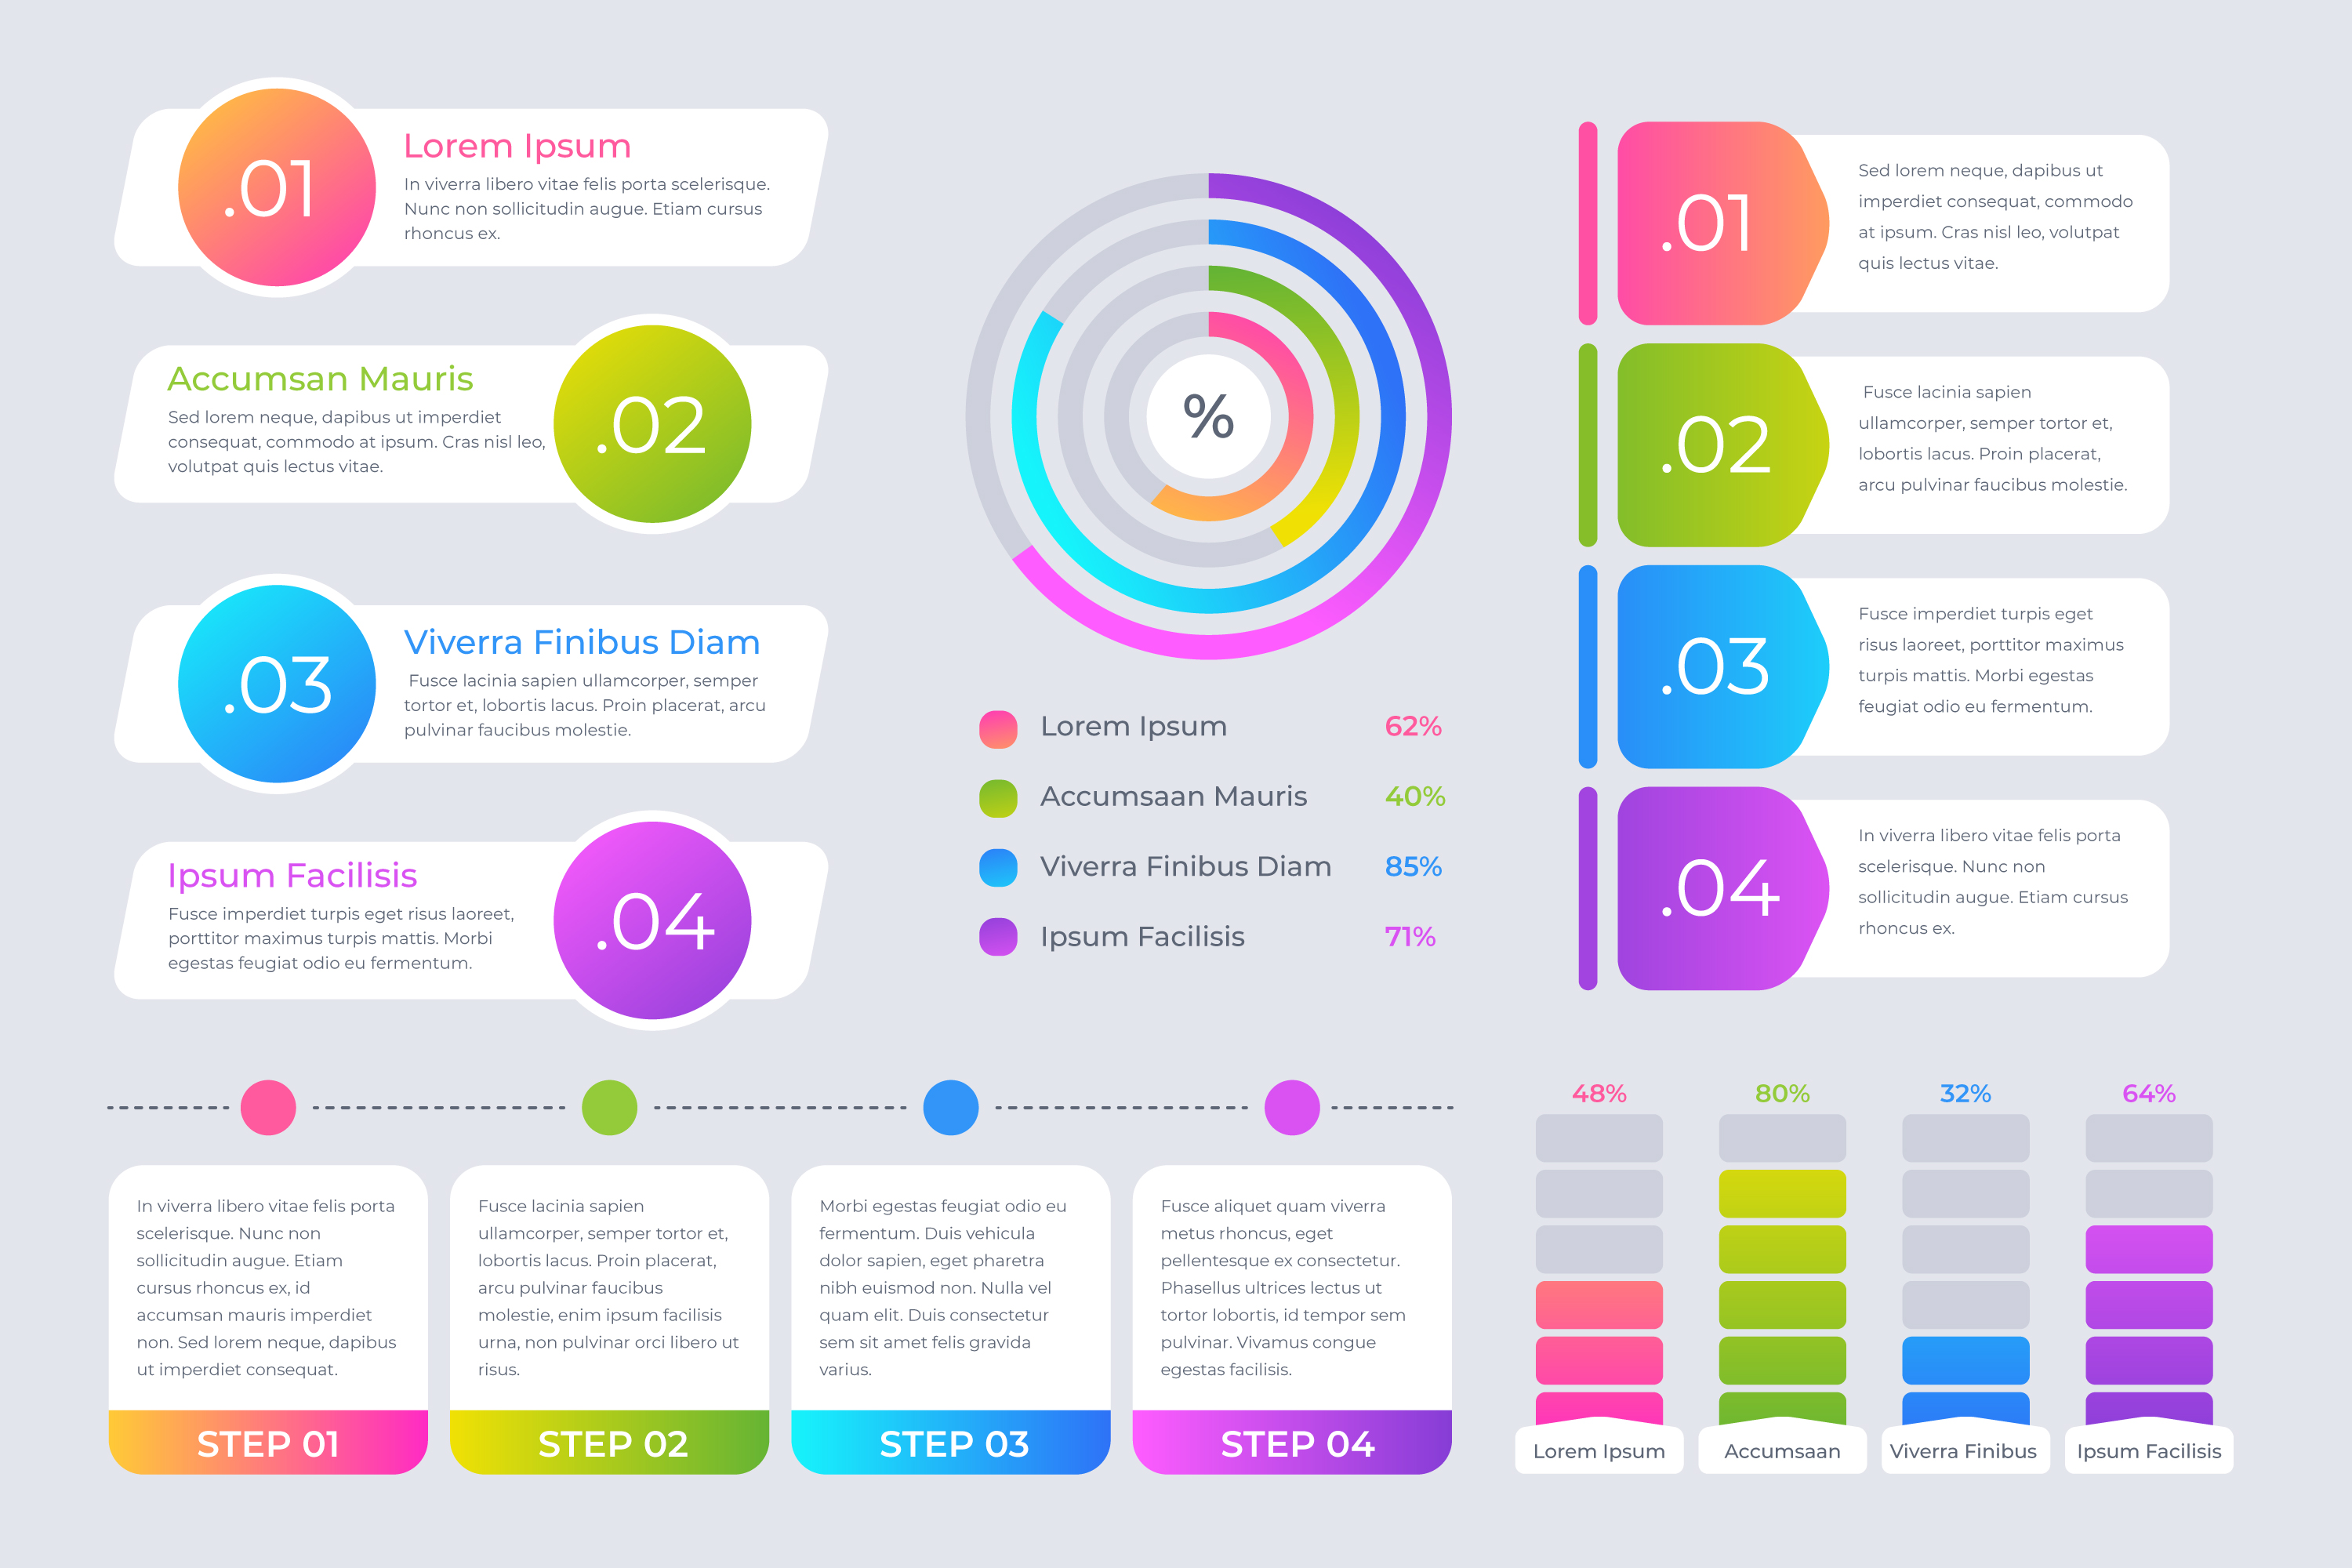 .01
Lorem Ipsum
In viverra libero vitae felis porta scelerisque.
Nunc non sollicitudin augue. Etiam cursus
rhoncus ex.
Accumsan Mauris
Sed lorem neque, dapibus ut imperdiet
consequat, commodo at ipsum. Cras nisl leo,
volutpat quis lectus vitae.
.02
.03
Viverra Finibus Diam
Fusce lacinia sapien ullamcorper, semper
tortor et, lobortis lacus. Proin placerat, arcu
pulvinar faucibus molestie.
Ipsum Facilisis
Fusce imperdiet turpis eget risus laoreet,
porttitor maximus turpis mattis. Morbi
egestas feugiat odio eu fermentum.
.04
%
Lorem Ipsum 62%
Accumsaan Mauris 40%
Viverra Finibus Diam 85%
Ipsum Facilisis 71%
.01
Sed lorem neque, dapibus ut
imperdiet consequat, commodo
at ipsum. Cras nisl leo, volutpat
quis lectus vitae.
.02
Fusce lacinia sapien
ullamcorper, semper tortor et,
lobortis lacus. Proin placerat,
arcu pulvinar faucibus molestie.
.03
Fusce imperdiet turpis eget
risus laoreet, porttitor maximus
turpis mattis. Morbi egestas
feugiat odio eu fermentum.
.04
In viverra libero vitae felis porta
scelerisque. Nunc non
sollicitudin augue. Etiam cursus
rhoncus ex.
In viverra libero vitae felis porta
scelerisque. Nunc non
sollicitudin augue. Etiam
cursus rhoncus ex, id
accumsan mauris imperdiet
non. Sed lorem neque, dapibus
ut imperdiet consequat.
STEP 01
Fusce lacinia sapien
ullamcorper, semper tortor et,
lobortis lacus. Proin placerat,
arcu pulvinar faucibus
molestie, enim ipsum facilisis
urna, non pulvinar orci libero ut
risus.
STEP 02
Morbi egestas feugiat odio eu
fermentum. Duis vehicula
dolor sapien, eget pharetra
nibh euismod non. Nulla vel
quam elit. Duis consectetur
sem sit amet felis gravida
varius.
STEP 03
Fusce aliquet quam viverra
metus rhoncus, eget
pellentesque ex consectetur.
Phasellus ultrices lectus ut
tortor lobortis, id tempor sem
pulvinar. Vivamus congue
egestas facilisis.
STEP 04
48% 80% 32% 64%
Lorem Ipsum Accumsaan Viverra Finibus Ipsum Facilisis